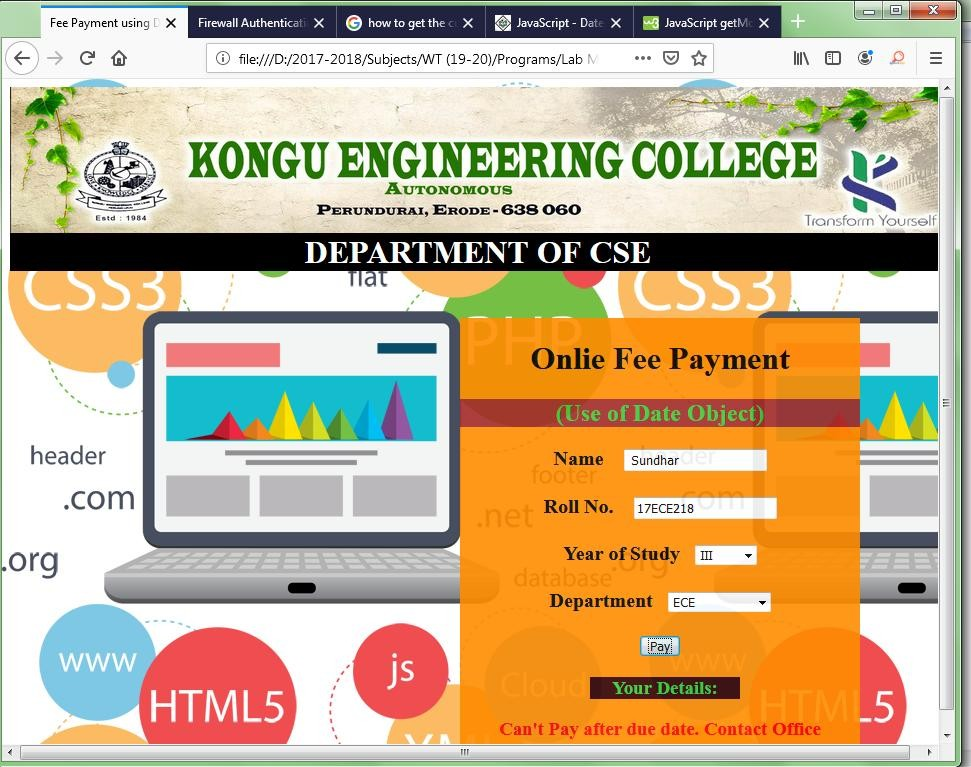 Fee Payment using D
Firewall Authenticati
how to get the cu
JavaScript - Date
JavaScript getMo
file:///D:/2017-2018/Subjects/WT (19-20)/Programs/Lab M
KONGU ENGINEERING COLLEGE
AUTONOMOUS
PERUNDURAI, ERODE - 638 060
Estd : 1984
Transform Yourself
DEPARTMENT OF CSE
CSS3
flat
PHP
CSS3
Onlie Fee Payment
(Use of Date Object)
header
Name Sundhar
header
footer
.com
Roll No. 17ECE218
.com
.net
.org
Year of Study III
.org
database
Department ECE
Pay
www
js
www
Cloud
Your Details:
HTML5
HTML5
Can't Pay after due date. Contact Office
XML